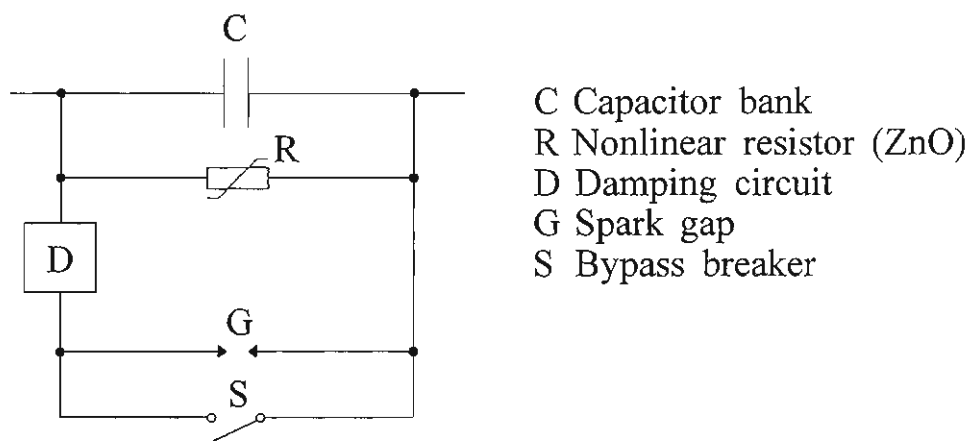 C
R
D
G
S
C Capacitor bank
R Nonlinear resistor (ZnO)
D Damping circuit
G Spark gap
S Bypass breaker